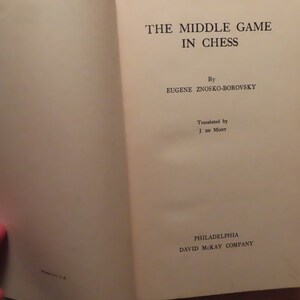 THE MIDDLE GAME
IN CHESS
By
EUGENE ZNOSKO-BOROVSKY
Translated by
J. DU MONT
PHILADELPHIA
DAVID McKAY COMPANY